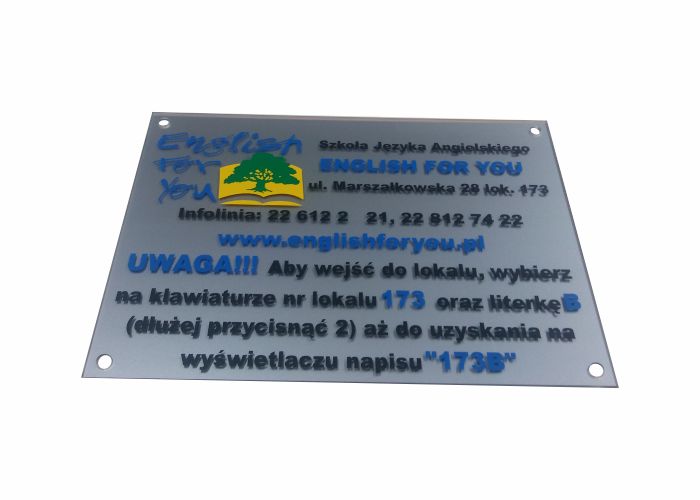 English
For
You
Szkoła Języka Angielskiego
ENGLISH FOR YOU
ul. Marszałkowska 28 lok. 173
Infolinia: 22 612 2 21, 22 812 74 22
www.englishforyou.pl
UWAGA!!! Aby wejść do lokalu, wybierz
na klawiaturze nr lokalu 173 oraz literkę B
(dłużej przycisnąć 2) aż do uzyskania na
wyświetlaczu napisu "173B"